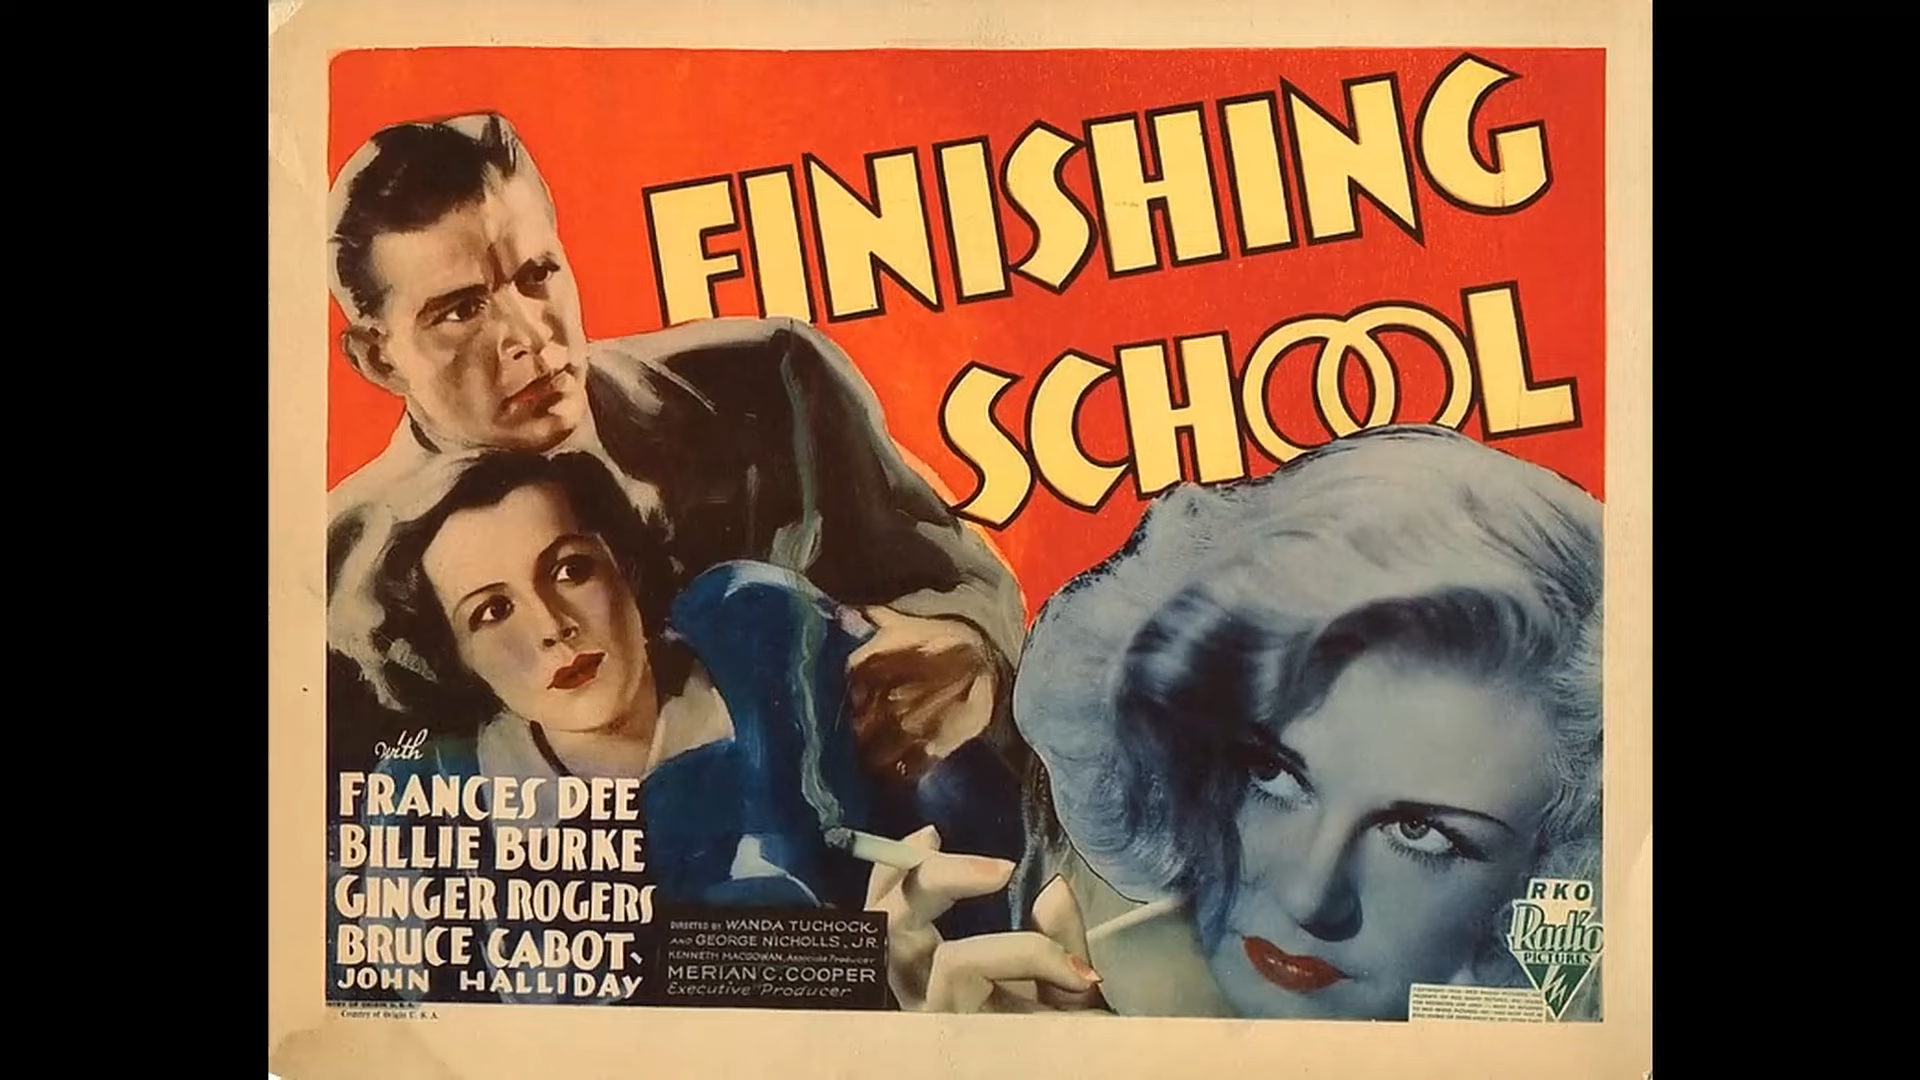 FINISHING
SCHOOL
with
FRANCES DEE
BILLIE BURKE
GINGER ROGERS
BRUCE CABOT
JOHN HALLIDAY
DIRECTED BY WANDA TUCHOCK
AND GEORGE NICHOLLS, JR.
KENNETH MACGOWAN, Associate Producer
MERIAN C. COOPER
Executive Producer
RKO
Radio
PICTURES
Country of Origin U. S. A.